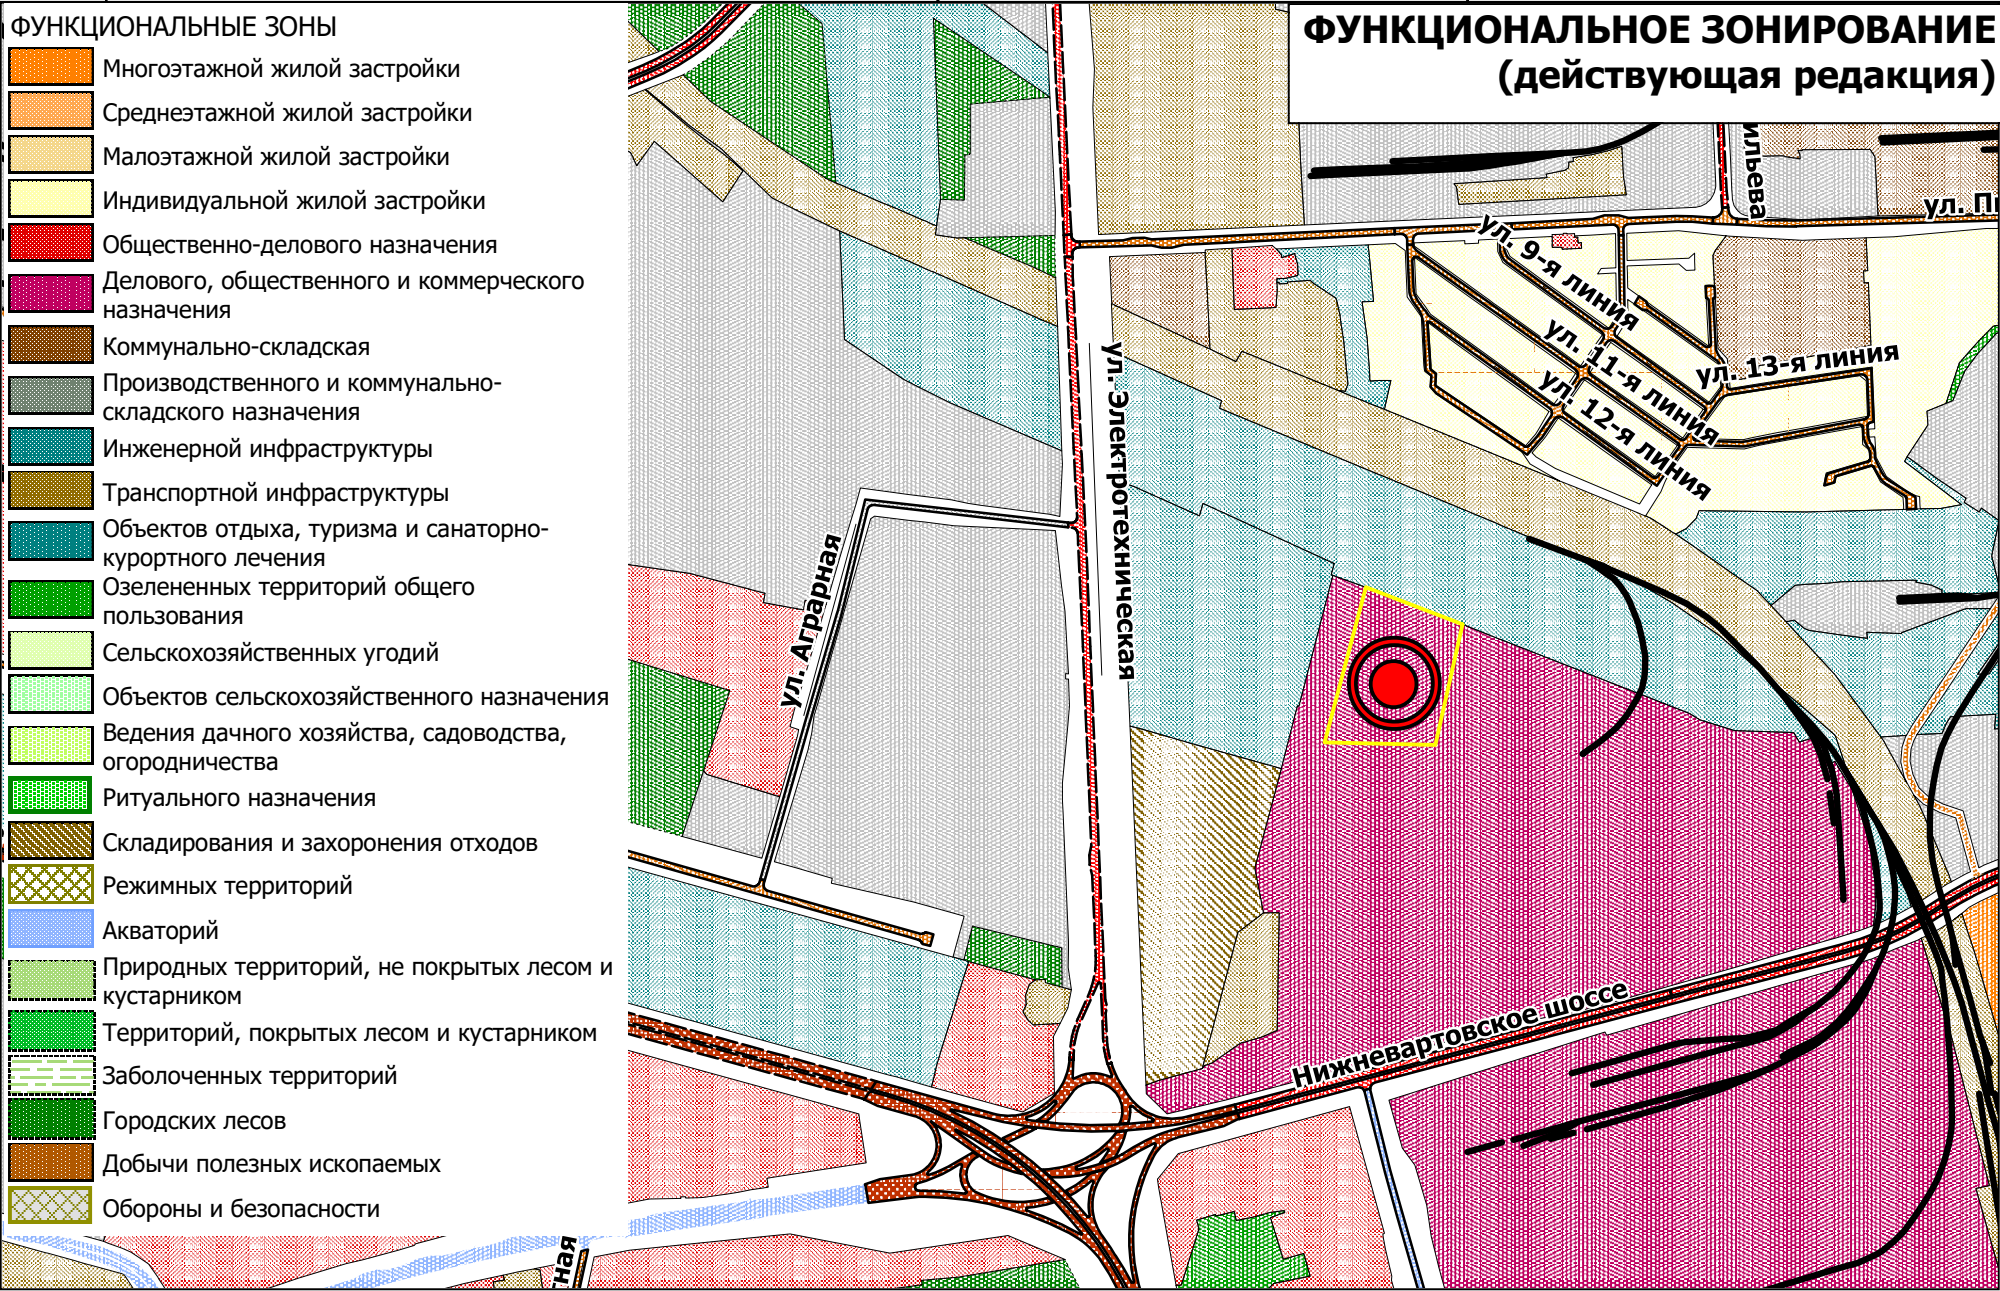 ФУНКЦИОНАЛЬНЫЕ ЗОНЫ
Многоэтажной жилой застройки
Среднеэтажной жилой застройки
Малоэтажной жилой застройки
Индивидуальной жилой застройки
Общественно-делового назначения
Делового, общественного и коммерческого
назначения
Коммунально-складская
Производственного и коммунально-
складского назначения
Инженерной инфраструктуры
Транспортной инфраструктуры
Объектов отдыха, туризма и санаторно-
курортного лечения
Озелененных территорий общего
пользования
Сельскохозяйственных угодий
Объектов сельскохозяйственного назначения
Ведения дачного хозяйства, садоводства,
огородничества
Ритуального назначения
Складирования и захоронения отходов
Режимных территорий
Акваторий
Природных территорий, не покрытых лесом и
кустарником
Территорий, покрытых лесом и кустарником
Заболоченных территорий
Городских лесов
Добычи полезных ископаемых
Обороны и безопасности
ФУНКЦИОНАЛЬНОЕ ЗОНИРОВАНИЕ
(действующая редакция)
ильева
ул. П
ул. 9-я линия
ул. 11-я линия
ул. 12-я линия
ул. 13-я линия
ул. Электротехническая
ул. Аграрная
Нижневартовское шоссе
тная